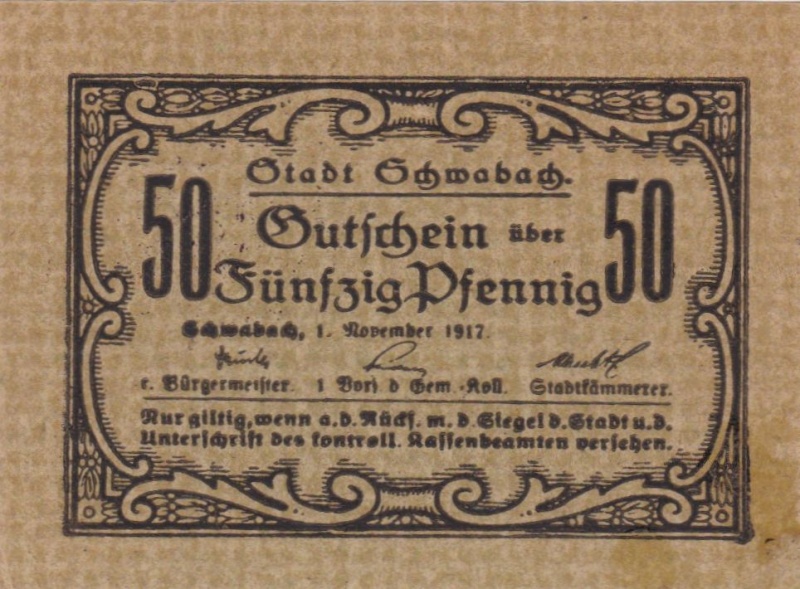 Stadt Schwabach.
50 Gutschein über 50
Fünfzig Pfennig
Schwabach, 1. November 1917.
r. Bürgermeister. 1 Vors d Gem.-Koll. Stadtkämmerer.
Nur giltig, wenn a. d. Rücks. m. d. Siegel d. Stadt u. d.
Unterschrift des kontroll. Kassenbeamten versehen.